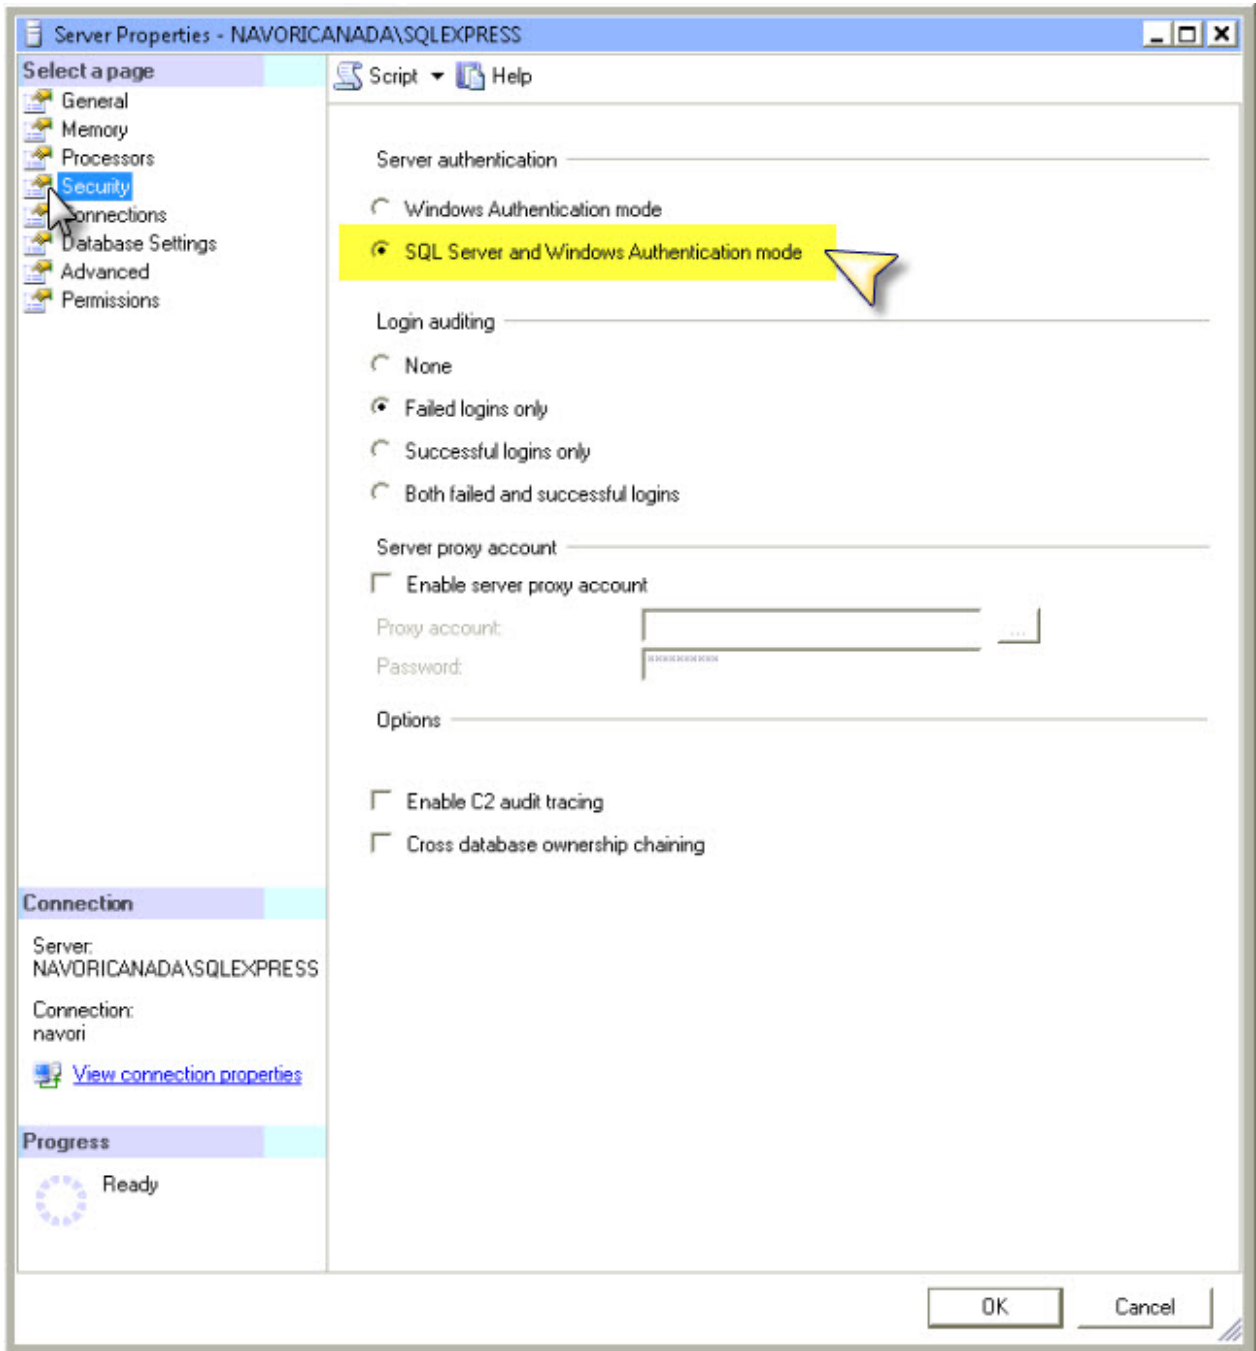 Server Properties - NAVORICANADA\SQLEXPRESS
Select a page
General
Memory
Processors
Security
Connections
Database Settings
Advanced
Permissions
Script Help
Server authentication
Windows Authentication mode
SQL Server and Windows Authentication mode
Login auditing
None
Failed logins only
Successful logins only
Both failed and successful logins
Server proxy account
Enable server proxy account
Proxy account:
...
Password:
**********
Options
Enable C2 audit tracing
Cross database ownership chaining
Connection
Server:
NAVORICANADA\SQLEXPRESS
Connection:
navori
View connection properties
Progress
Ready
OK
Cancel